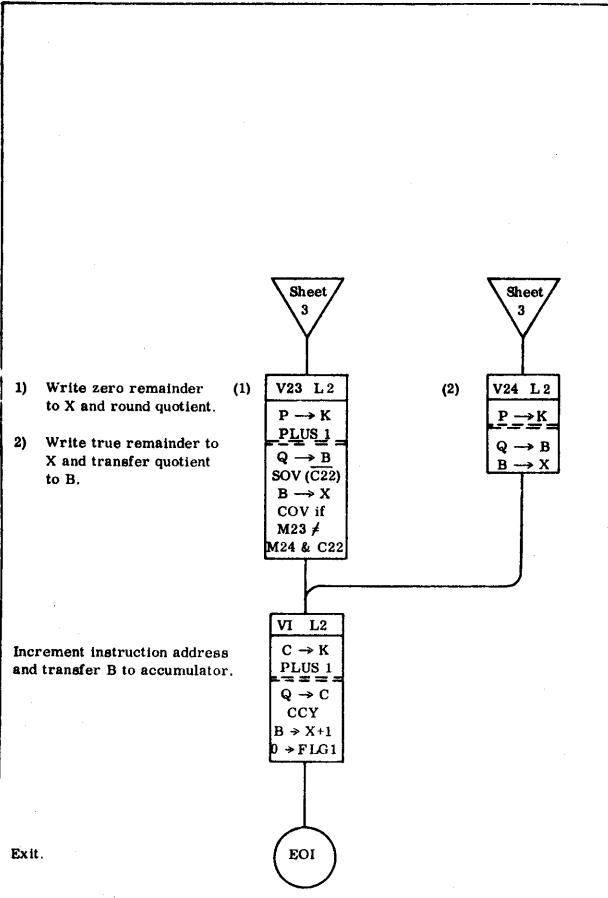 Sheet
3
Sheet
3
1) Write zero remainder
to X and round quotient.
2) Write true remainder to
X and transfer quotient
to B.
(1)
V23 L2
P → K
PLUS 1
Q → B
SOV (C̅2̅2̅)
B → X
COV if
M23 ≠
M24 & C22
(2)
V24 L2
P → K
Q → B
B → X
Increment instruction address
and transfer B to accumulator.
VI L2
C → K
PLUS 1
Q → C
CCY
B → X+1
0 → FLG1
Exit.
EOI